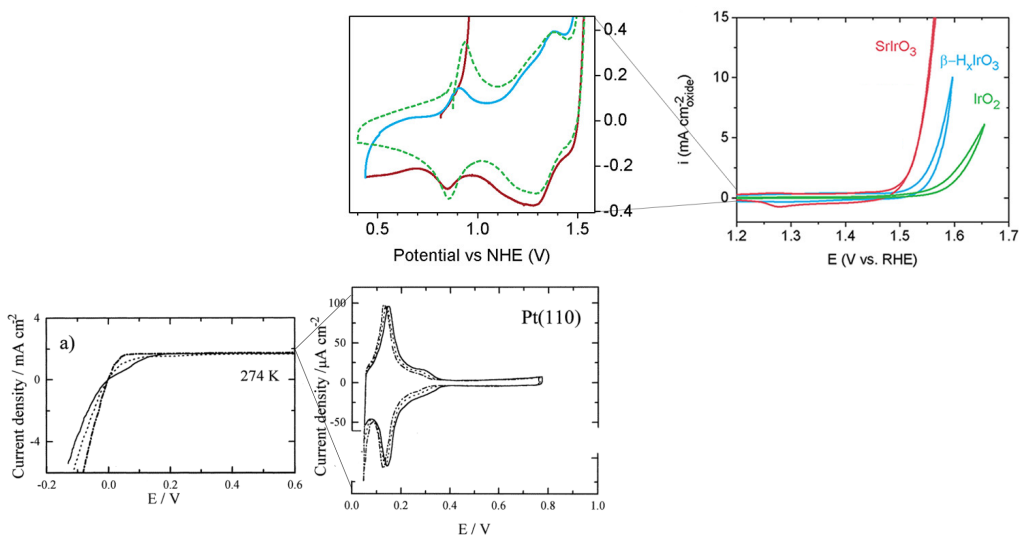 0.4
0.2
0.0
-0.2
-0.4
0.5
1.0
1.5
Potential vs NHE (V)
15
10
5
0
i (mA cm⁻²oxide)
SrIrO₃
β-HₓIrO₃
IrO₂
1.2
1.3
1.4
1.5
1.6
1.7
E (V vs. RHE)
4
0
-4
Current density / mA cm⁻²
a)
274 K
-0.2
0.0
0.2
0.4
0.6
E / V
100
50
0
-50
Current density /μA cm⁻²
Pt(110)
0.0
0.2
0.4
0.6
0.8
1.0
E / V